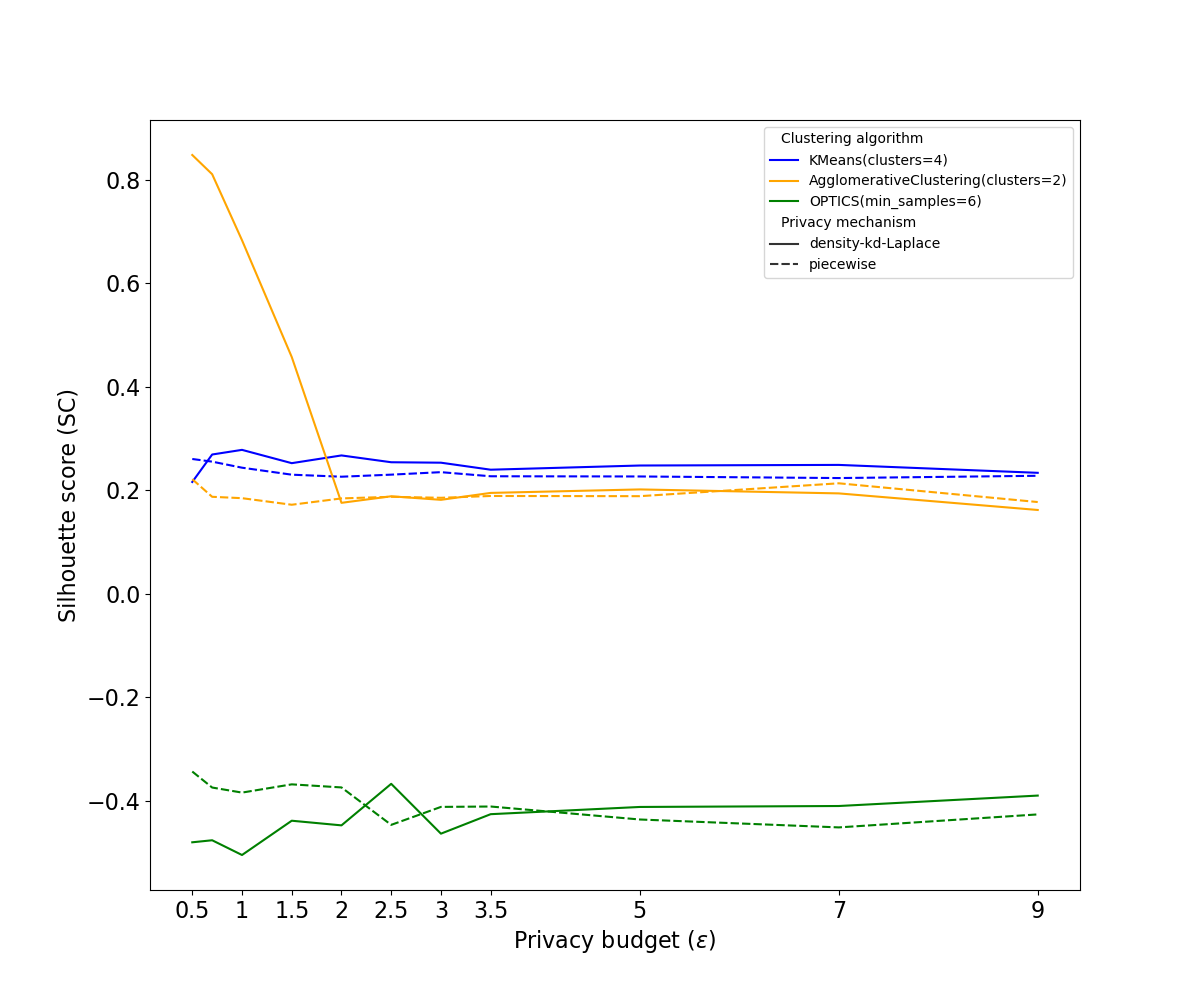 Clustering algorithm
KMeans(clusters=4)
AgglomerativeClustering(clusters=2)
OPTICS(min_samples=6)
Privacy mechanism
density-kd-Laplace
piecewise
Silhouette score (SC)
0.8
0.6
0.4
0.2
0.0
−0.2
−0.4
0.5 1 1.5 2 2.5 3 3.5 5 7 9
Privacy budget (ε)